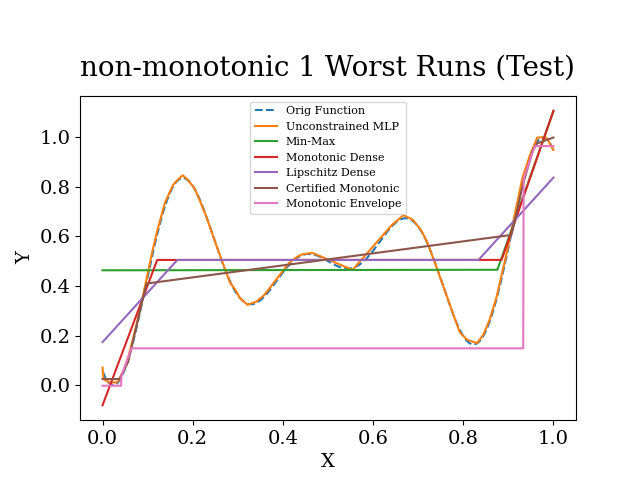 non-monotonic 1 Worst Runs (Test)
Orig Function
Unconstrained MLP
Min-Max
Monotonic Dense
Lipschitz Dense
Certified Monotonic
Monotonic Envelope
Y
1.0
0.8
0.6
0.4
0.2
0.0
0.0 0.2 0.4 0.6 0.8 1.0
X